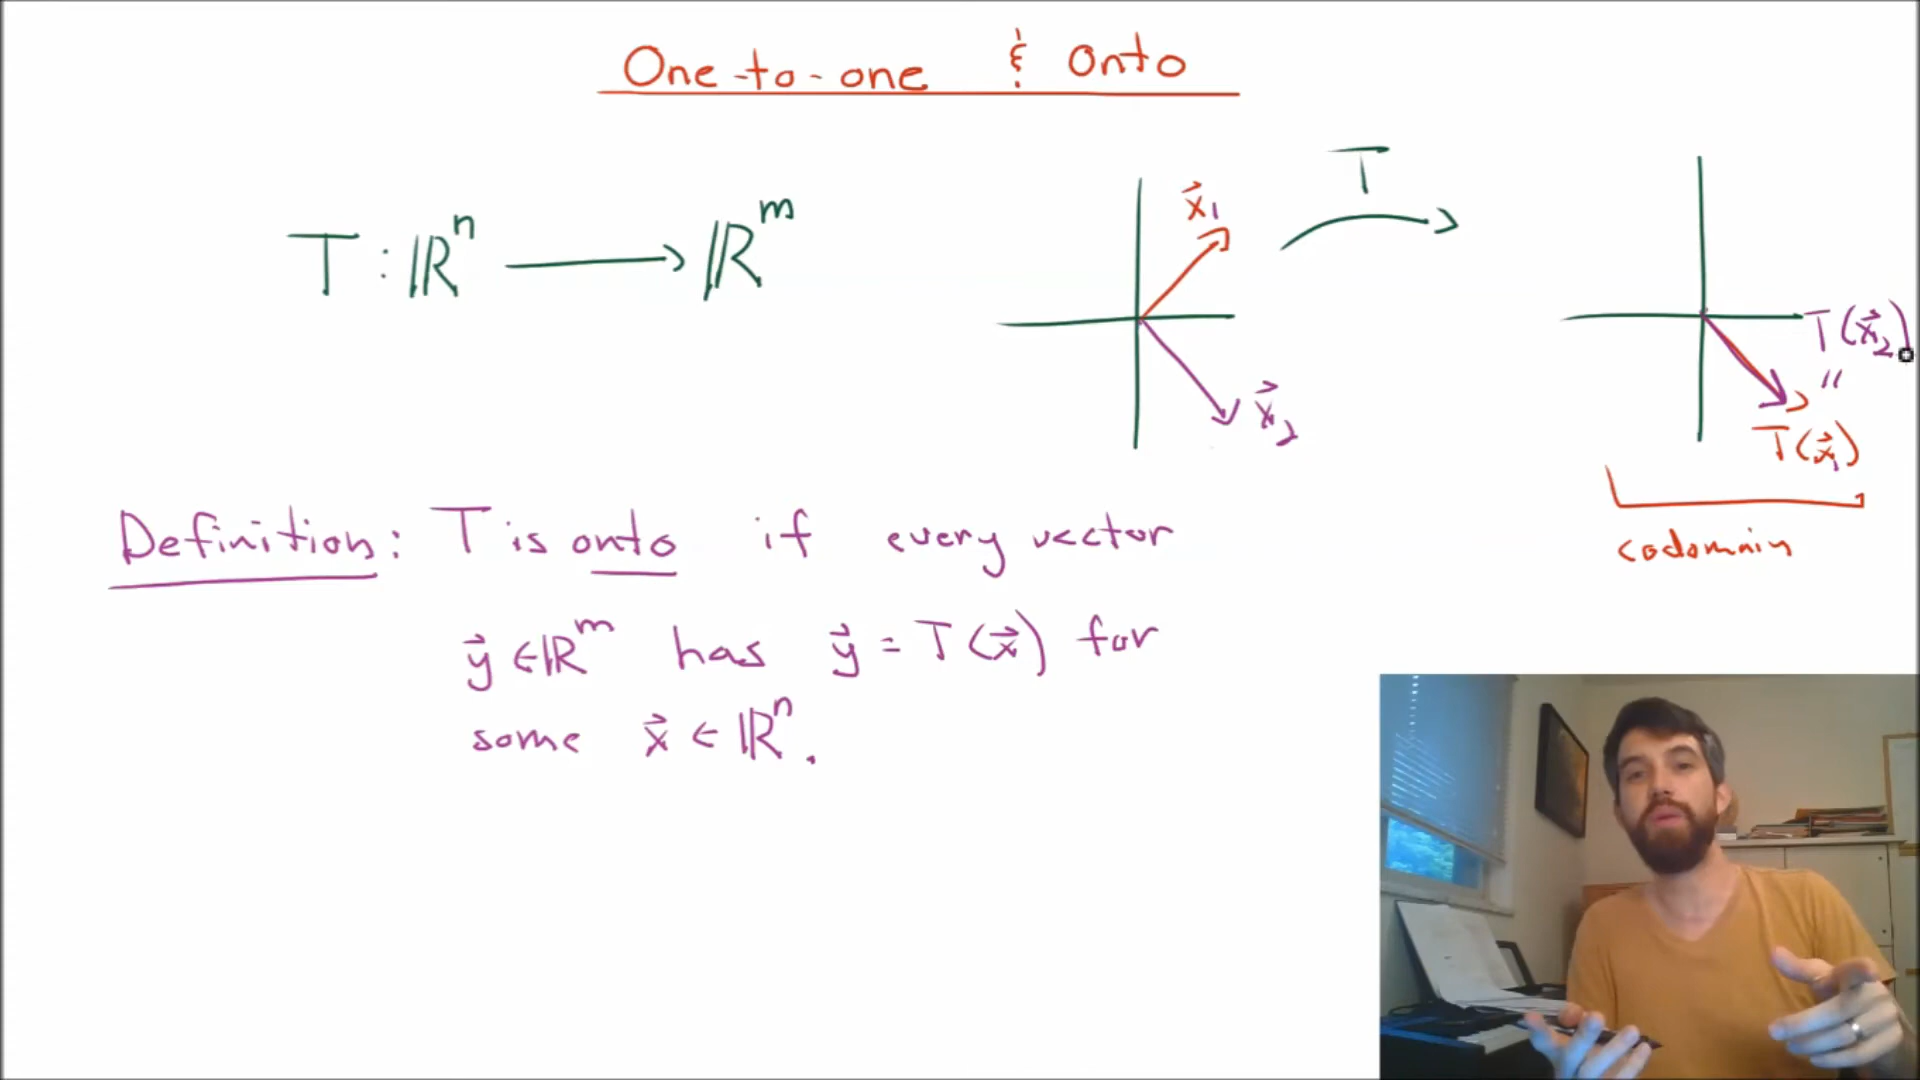 One-to-one & Onto
T : ℝⁿ ⟶ ℝᵐ
x⃗₁
T
x⃗₂
T(x⃗₂)
"
T(x⃗₁)
codomain
Definition: T is onto if every vector
y⃗ ∈ ℝᵐ has y⃗ = T(x⃗) for
some x⃗ ∈ ℝⁿ.